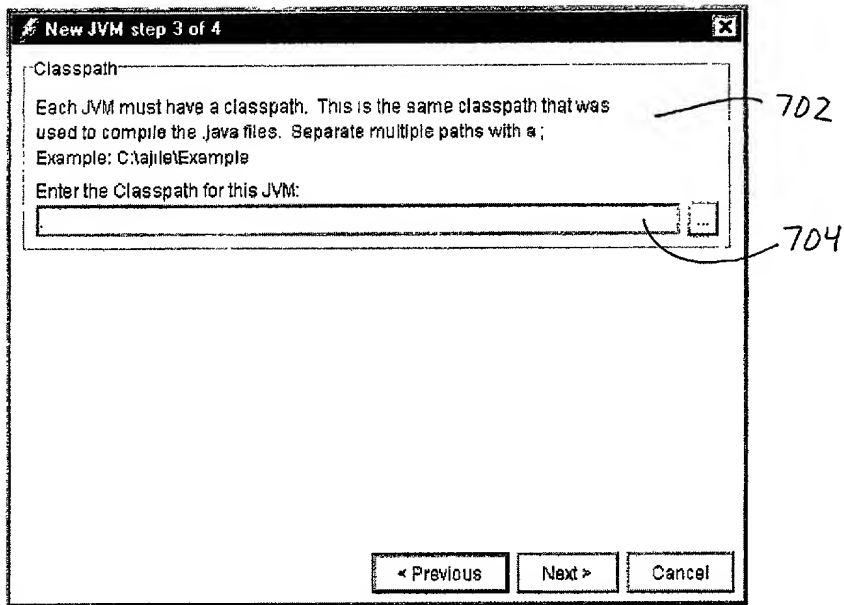 New JVM step 3 of 4
Classpath
Each JVM must have a classpath. This is the same classpath that was
used to compile the .java files. Separate multiple paths with a ;
Example: C:\ajile\Example
Enter the Classpath for this JVM:
.
...
702
704
< Previous
Next >
Cancel